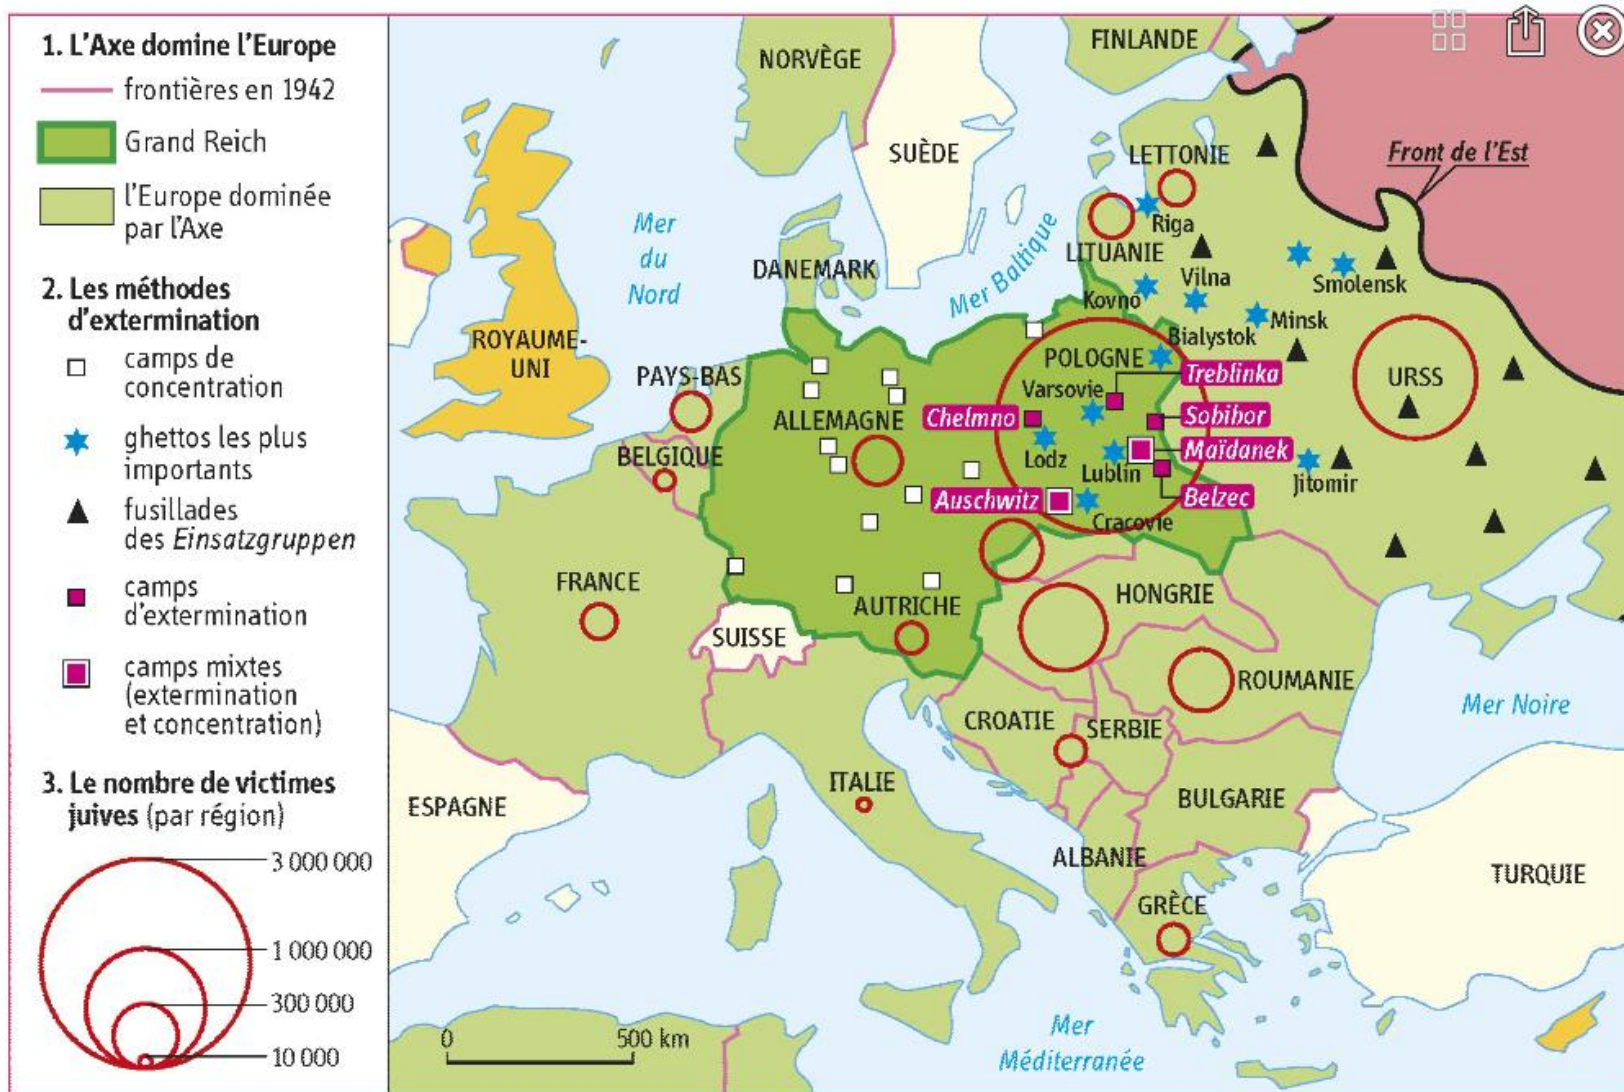 1. L'Axe domine l'Europe
frontières en 1942
Grand Reich
l'Europe dominée
par l'Axe
2. Les méthodes
d'extermination
camps de
concentration
ghettos les plus
importants
fusillades
des Einsatzgruppen
camps
d'extermination
camps mixtes
(extermination
et concentration)
3. Le nombre de victimes
juives (par région)
3 000 000
1 000 000
300 000
10 000
NORVÈGE
FINLANDE
SUÈDE
LETTONIE
Front de l'Est
Mer
du
Nord
Mer Baltique
Riga
LITUANIE
DANEMARK
Vilna
Smolensk
Kovno
Minsk
Bialystok
ROYAUME-
UNI
PAYS-BAS
POLOGNE
Treblinka
URSS
Varsovie
ALLEMAGNE
Chelmno
Sobibor
BELGIQUE
Lodz
Lublin
Maïdanek
Jitomir
Auschwitz
Belzec
Cracovie
FRANCE
AUTRICHE
HONGRIE
SUISSE
ROUMANIE
Mer Noire
CROATIE
SERBIE
ITALIE
ESPAGNE
BULGARIE
ALBANIE
TURQUIE
GRÈCE
0
500 km
Mer
Méditerranée